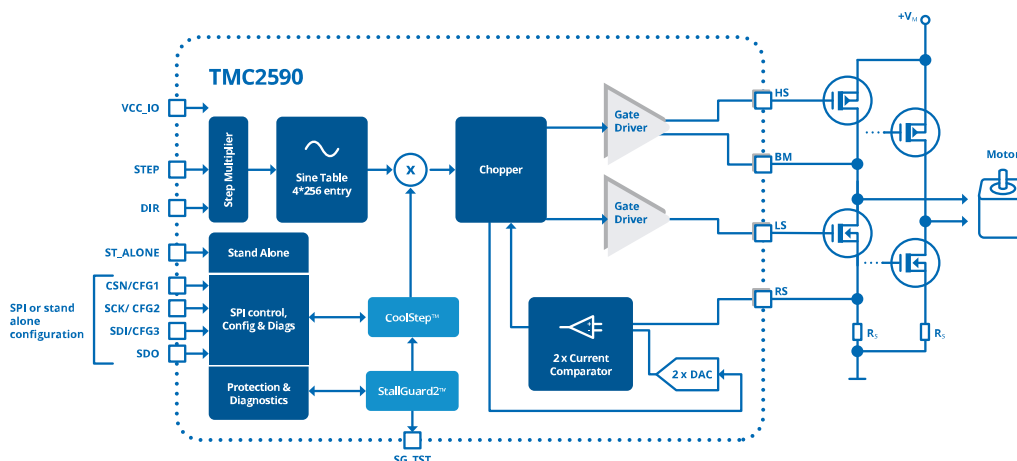 +VM
TMC2590
VCC_IO
STEP
DIR
ST_ALONE
CSN/CFG1
SCK/ CFG2
SDI/CFG3
SDO
SPI or stand
alone
configuration
Step Multiplier
Sine Table
4*256 entry
X
Chopper
Gate
Driver
Gate
Driver
HS
BM
LS
RS
Motor
Stand Alone
SPI control,
Config & Diags
Protection &
Diagnostics
CoolStep™
StallGuard2™
2 x Current
Comparator
2 x DAC
RS
RS
SG_TST